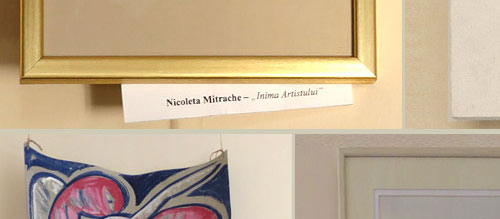 Nicoleta Mitrache – „Inima Artistului"